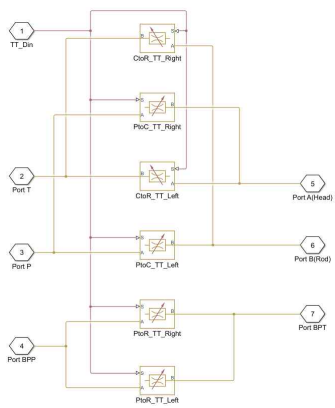 1
TT_Din
B
S
A
CtoR_TT_Right
S
A
B
PtoC_TT_Right
2
Port T
B
S
A
CtoR_TT_Left
5
Port A(Head)
3
Port P
S
A
B
PtoC_TT_Left
6
Port B(Rod)
S
A
B
PtoR_TT_Right
7
Port BPT
4
Port BPP
S
A
B
PtoR_TT_Left